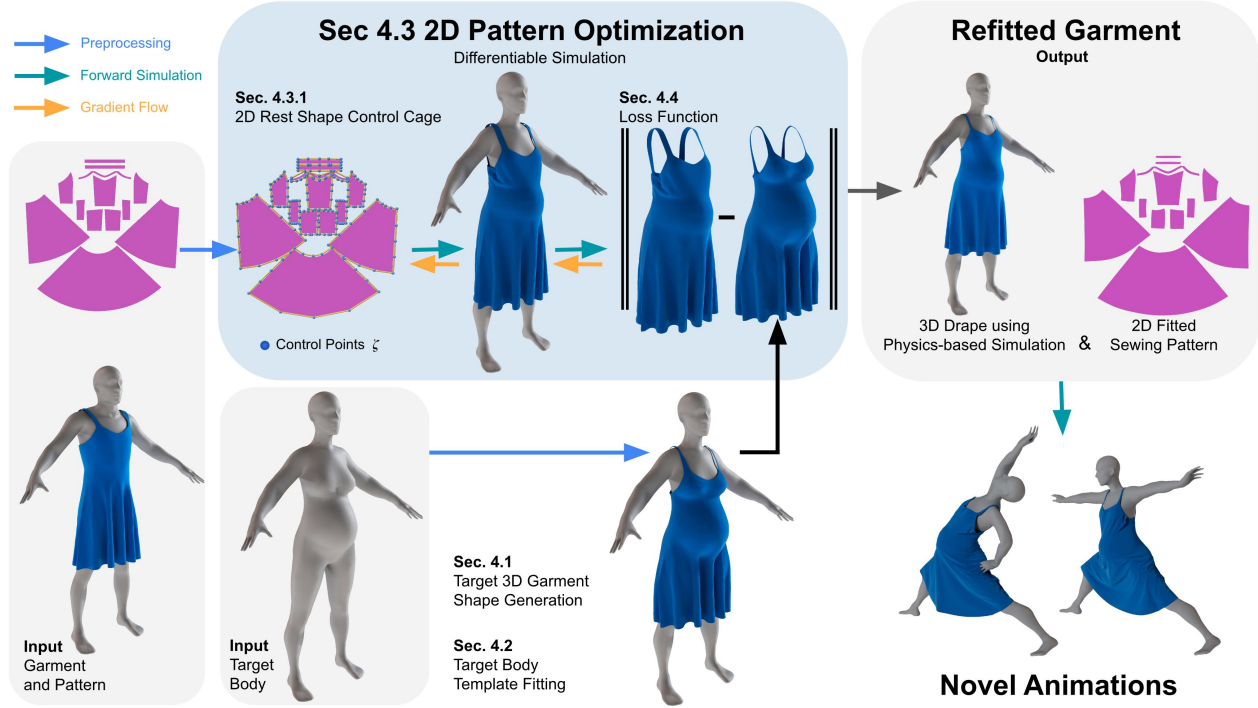 Preprocessing
Forward Simulation
Gradient Flow
Sec 4.3 2D Pattern Optimization
Differentiable Simulation
Sec. 4.3.1
2D Rest Shape Control Cage
Sec. 4.4
Loss Function
Control Points ζ
Refitted Garment
Output
3D Drape using
Physics-based Simulation
&
2D Fitted
Sewing Pattern
Input
Garment
and Pattern
Input
Target
Body
Sec. 4.1
Target 3D Garment
Shape Generation
Sec. 4.2
Target Body
Template Fitting
Novel Animations